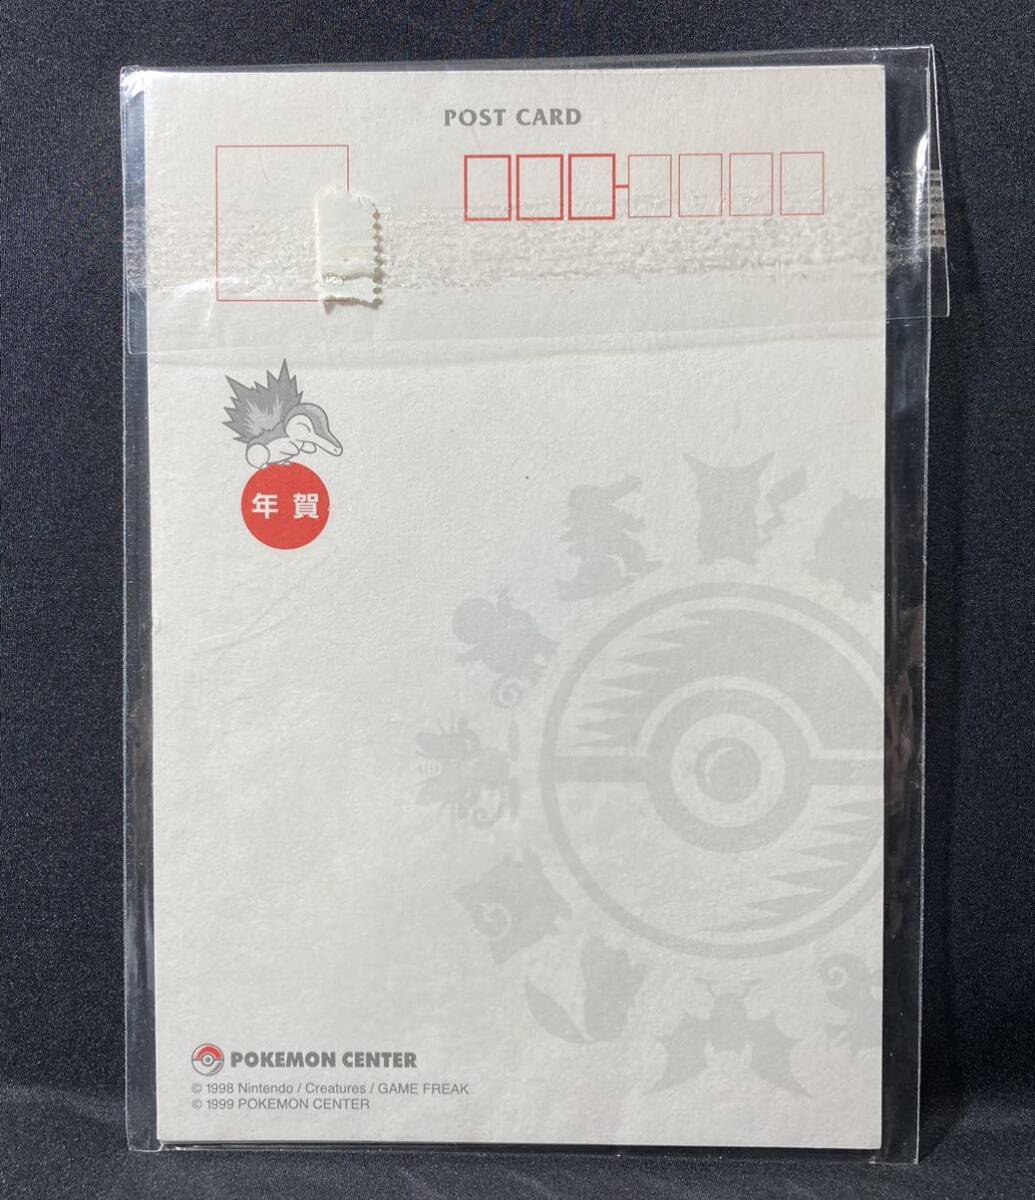 POST CARD
年賀
POKEMON CENTER
© 1998 Nintendo / Creatures / GAME FREAK
© 1999 POKEMON CENTER